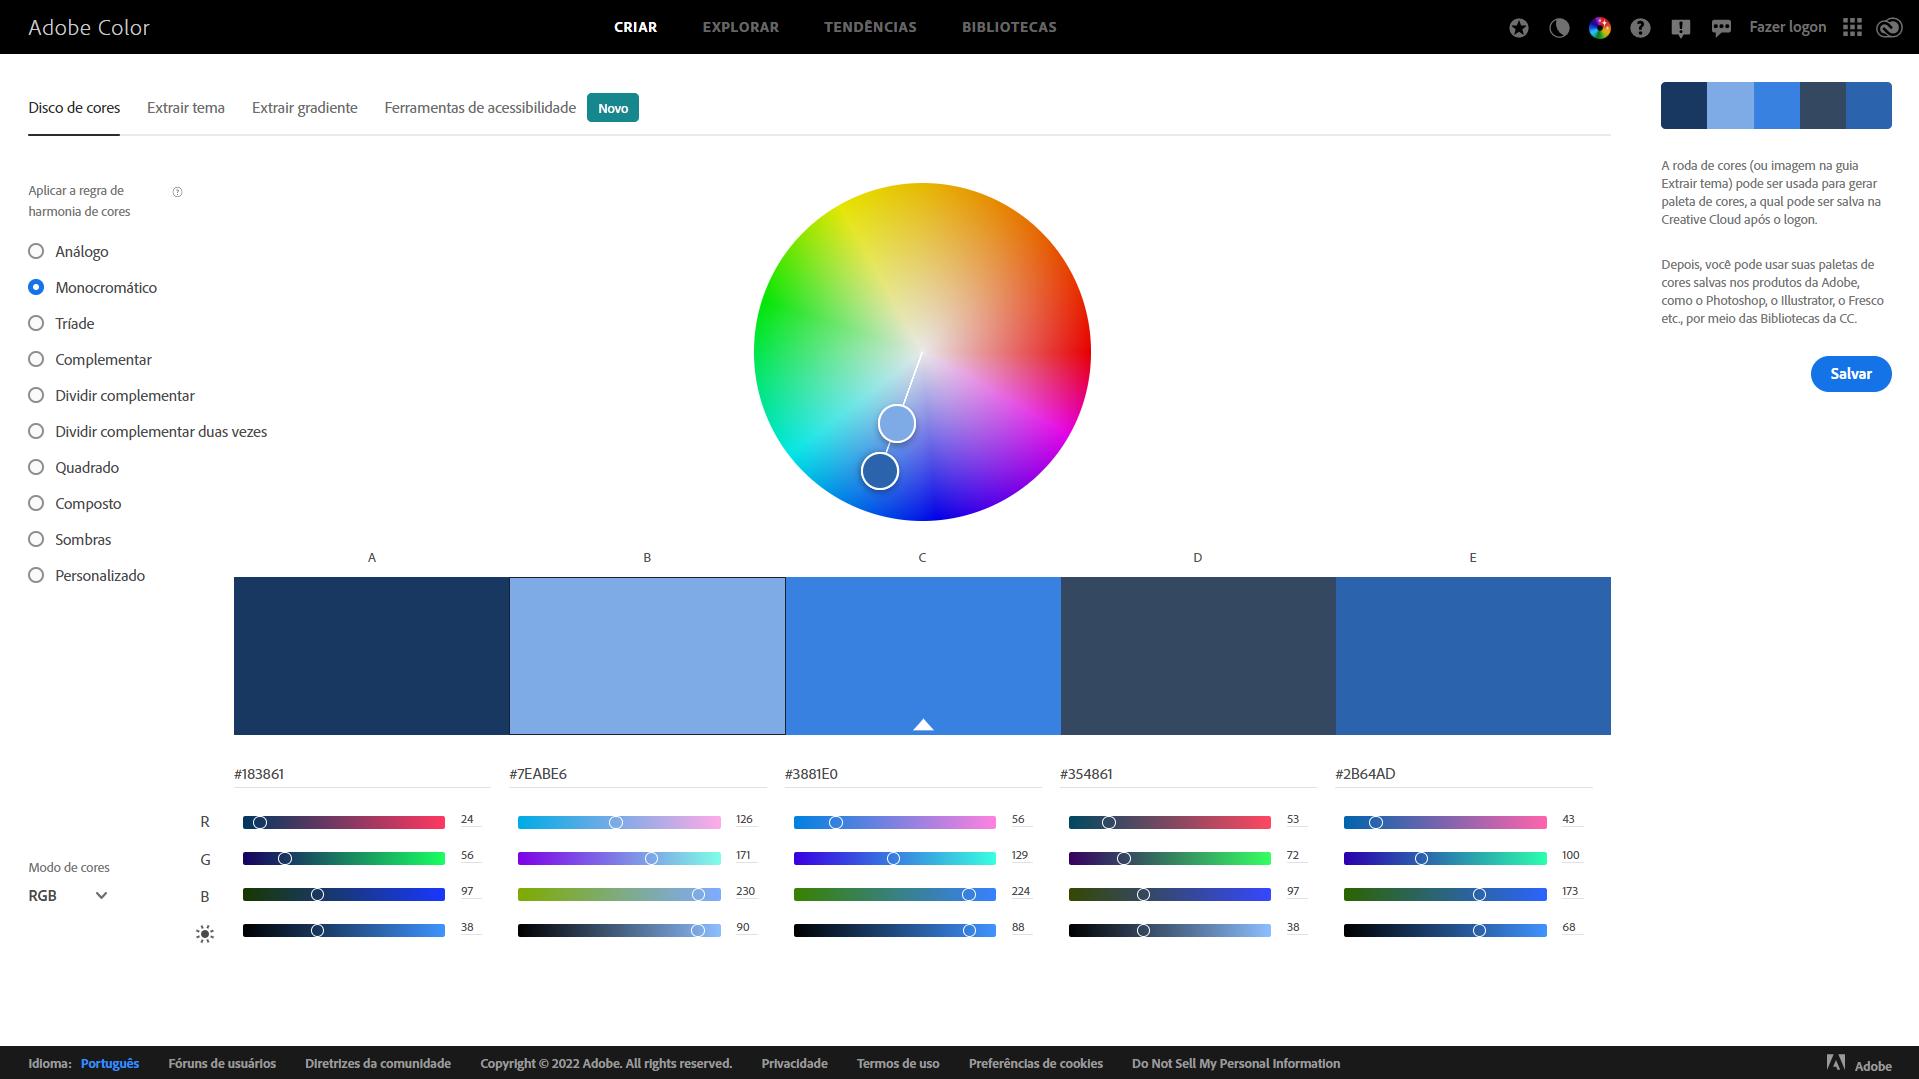 Adobe Color
CRIAR
EXPLORAR
TENDÊNCIAS
BIBLIOTECAS
Fazer logon
Disco de cores
Extrair tema
Extrair gradiente
Ferramentas de acessibilidade
Novo
Aplicar a regra de
harmonia de cores
Análogo
Monocromático
Tríade
Complementar
Dividir complementar
Dividir complementar duas vezes
Quadrado
Composto
Sombras
Personalizado
A roda de cores (ou imagem na guia
Extrair tema) pode ser usada para gerar
paleta de cores, a qual pode ser salva na
Creative Cloud após o logon.
Depois, você pode usar suas paletas de
cores salvas nos produtos da Adobe,
como o Photoshop, o Illustrator, o Fresco
etc., por meio das Bibliotecas da CC.
Salvar
A
B
C
D
E
#183861
#7EABE6
#3881E0
#354861
#2B64AD
R
24
126
56
53
43
G
56
171
129
72
100
B
97
230
224
97
173
38
90
88
38
68
Modo de cores
RGB
Idioma:
Português
Fóruns de usuários
Diretrizes da comunidade
Copyright © 2022 Adobe. All rights reserved.
Privacidade
Termos de uso
Preferências de cookies
Do Not Sell My Personal Information
Adobe